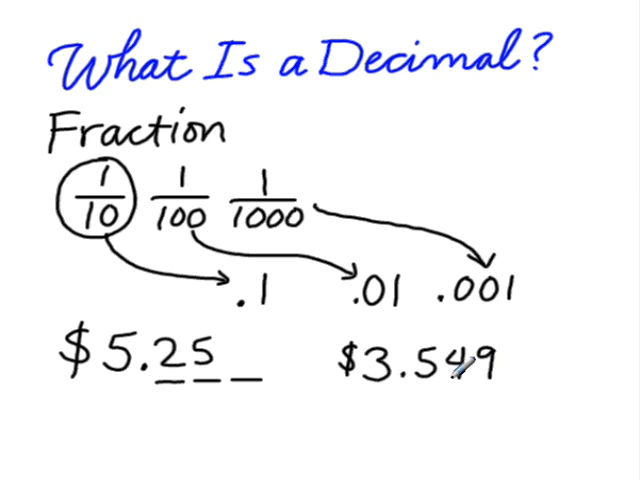 What Is a Decimal?
Fraction
1/10 1/100 1/1000
.1 .01 .001
$5.25_ $3.549